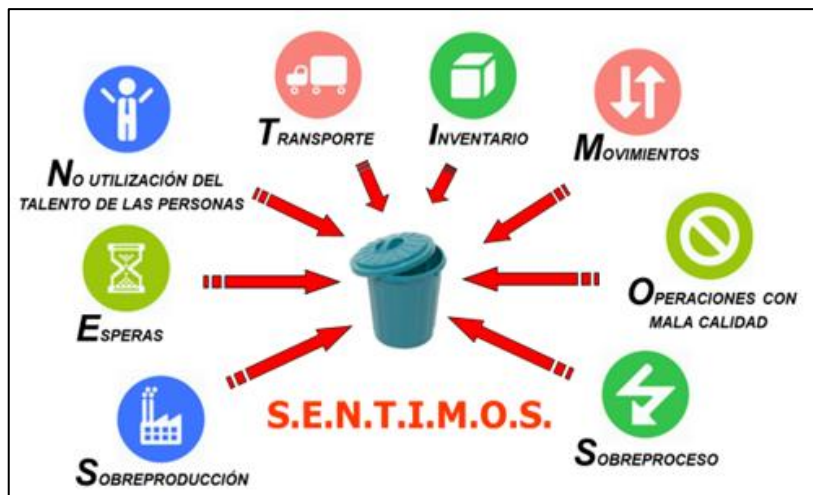 TRANSPORTE
INVENTARIO
MOVIMIENTOS
NO UTILIZACIÓN DEL
TALENTO DE LAS PERSONAS
ESPERAS
OPERACIONES CON
MALA CALIDAD
S.E.N.T.I.M.O.S.
SOBREPRODUCCIÓN
SOBREPROCESO